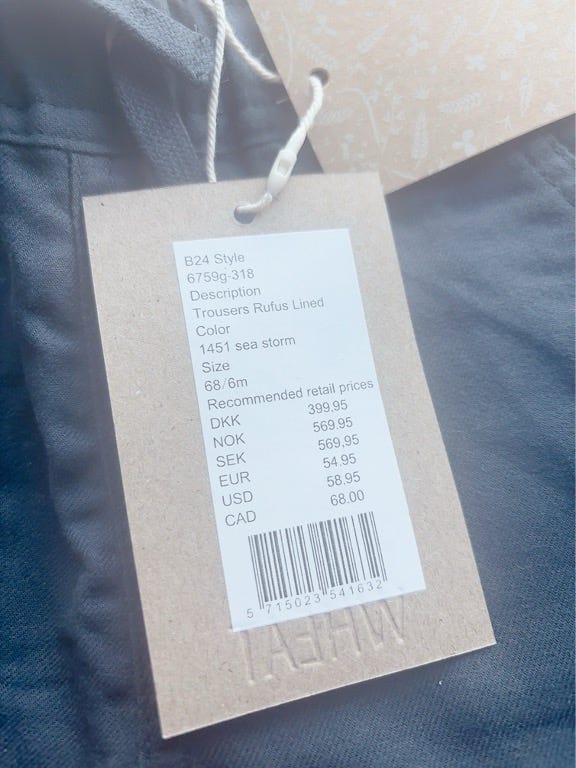 B24 Style
6759g-318
Description
Trousers Rufus Lined
Color
1451 sea storm
Size
68/6m
Recommended retail prices
DKK 399.95
NOK 569.95
SEK 569.95
EUR 54.95
USD 58.95
CAD 68.00
5 715023 541632
WHEAT